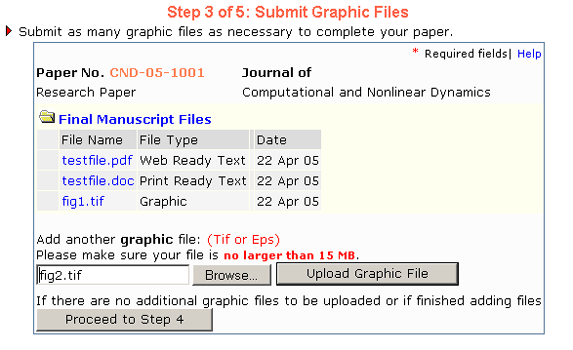 Step 3 of 5: Submit Graphic Files
Submit as many graphic files as necessary to complete your paper.
* Required fields| Help
Paper No. CND-05-1001 Journal of
Research Paper Computational and Nonlinear Dynamics
Final Manuscript Files
File Name File Type Date
testfile.pdf Web Ready Text 22 Apr 05
testfile.doc Print Ready Text 22 Apr 05
fig1.tif Graphic 22 Apr 05
Add another graphic file: (Tif or Eps)
Please make sure your file is no larger than 15 MB.
fig2.tif Browse... Upload Graphic File
If there are no additional graphic files to be uploaded or if finished adding files
Proceed to Step 4